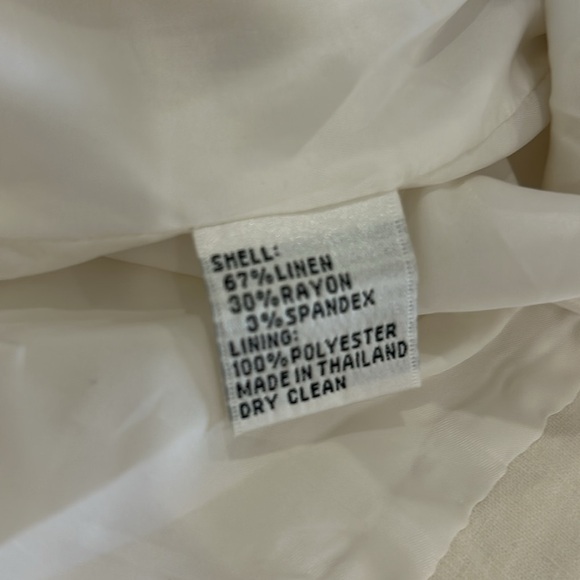 SHELL:
67%LINEN
30%RAYON
3%SPANDEX
LINING:
100%POLYESTER
MADE IN THAILAND
DRY CLEAN